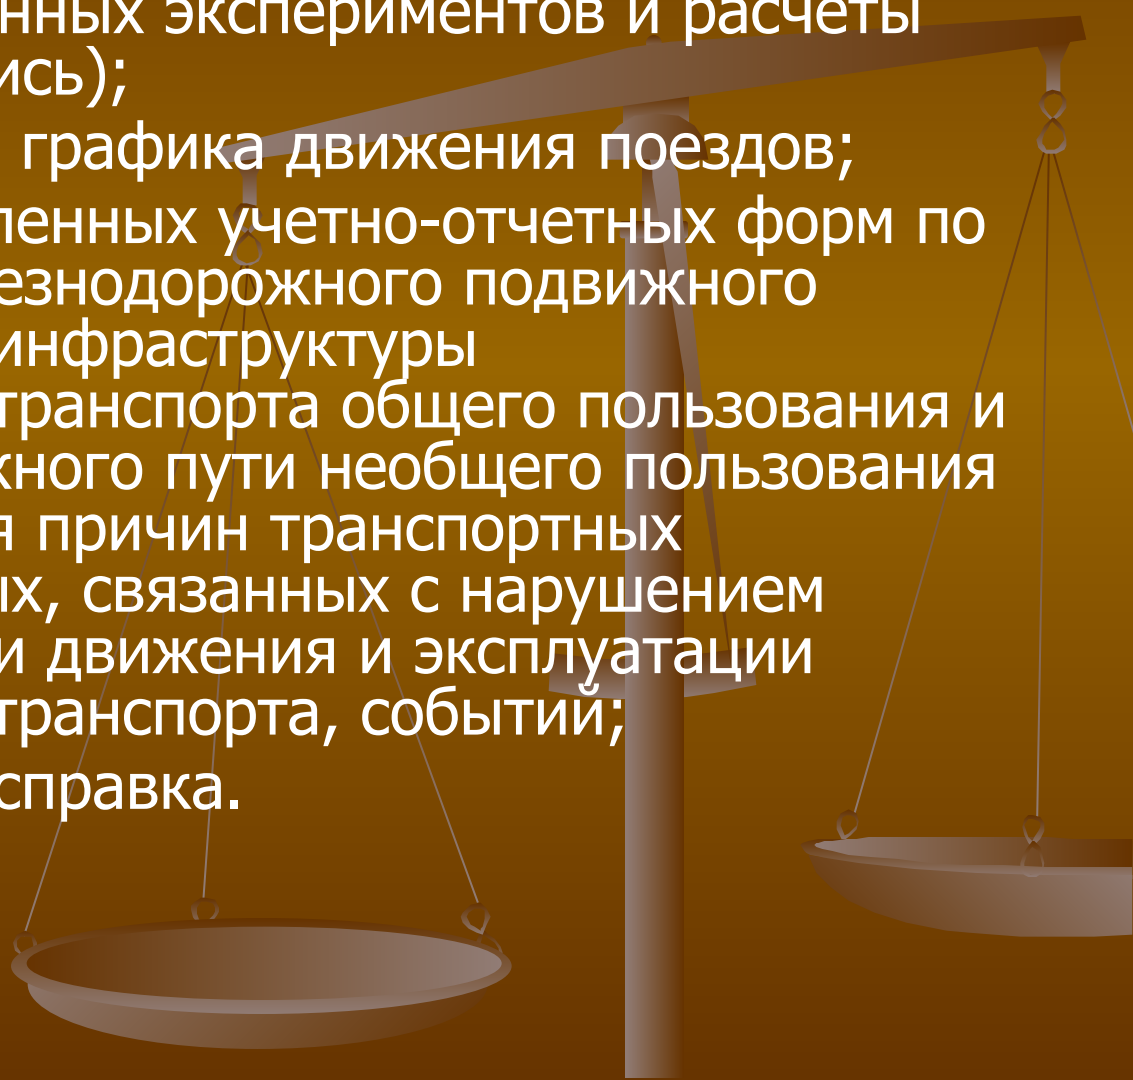 нных экспериментов и расчеты
ись);
графика движения поездов;
ленных учетно-отчетных форм по
езнодорожного подвижного
инфраструктуры
транспорта общего пользования и
жного пути необщего пользования
я причин транспортных
ых, связанных с нарушением
и движения и эксплуатации
транспорта, событий;
справка.